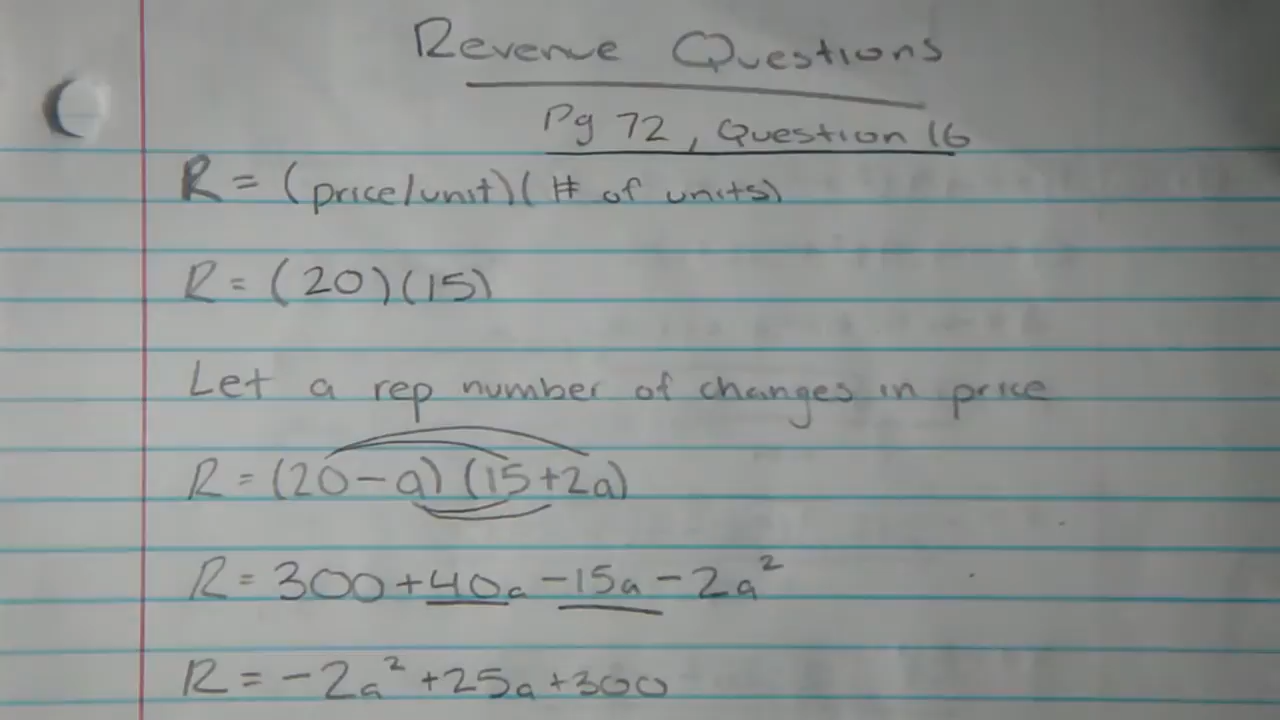 Revenue Questions
Pg 72, Question 16
R = (price/unit)(# of units)
R = (20)(15)
Let a rep number of changes in price
R = (20-a)(15+2a)
R = 300+40a -15a -2a²
R = -2a² +25a+300